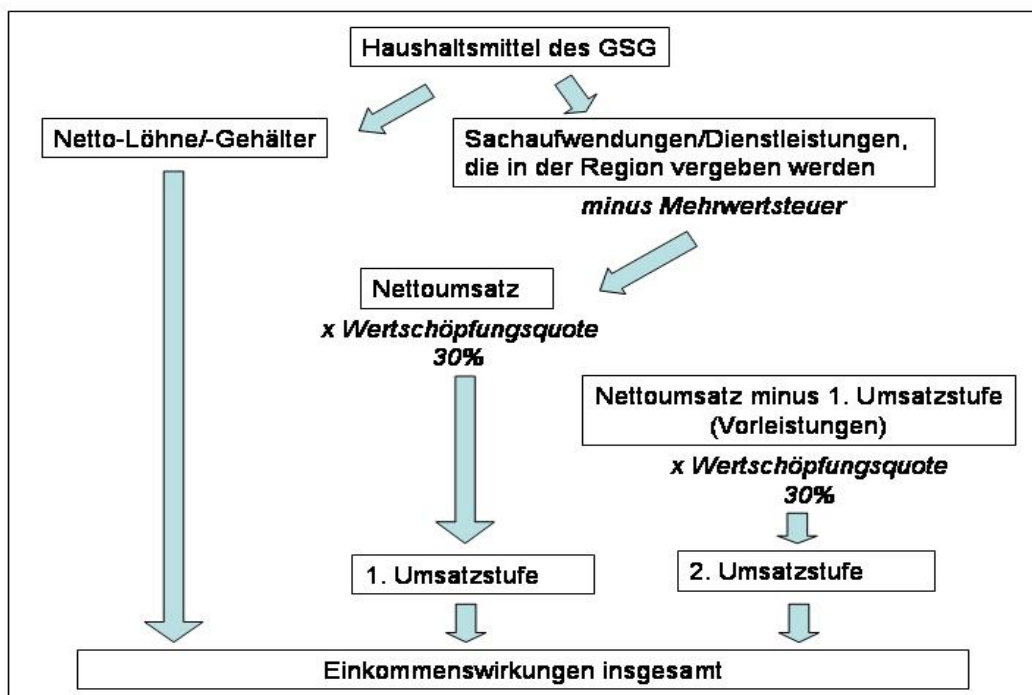 Haushaltsmittel des GSG
Netto-Löhne/-Gehälter
Sachaufwendungen/Dienstleistungen,
die in der Region vergeben werden
minus Mehrwertsteuer
Nettoumsatz
x Wertschöpfungsquote
30%
Nettoumsatz minus 1. Umsatzstufe
(Vorleistungen)
x Wertschöpfungsquote
30%
1. Umsatzstufe
2. Umsatzstufe
Einkommenswirkungen insgesamt